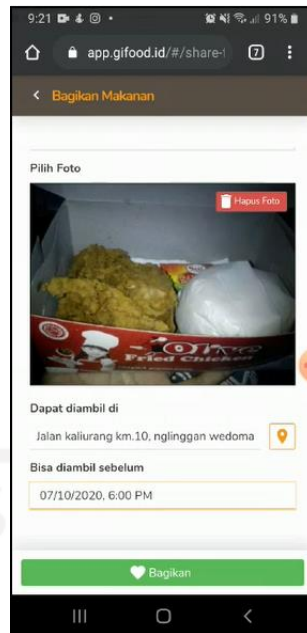 9:21
91%
app.gifood.id/#/share-f
7
Bagikan Makanan
Pilih Foto
Hapus Foto
Olive
Fried Chicken
Dapat diambil di
Jalan kaliurang km.10, nglinggan wedoma
Bisa diambil sebelum
07/10/2020, 6:00 PM
Bagikan